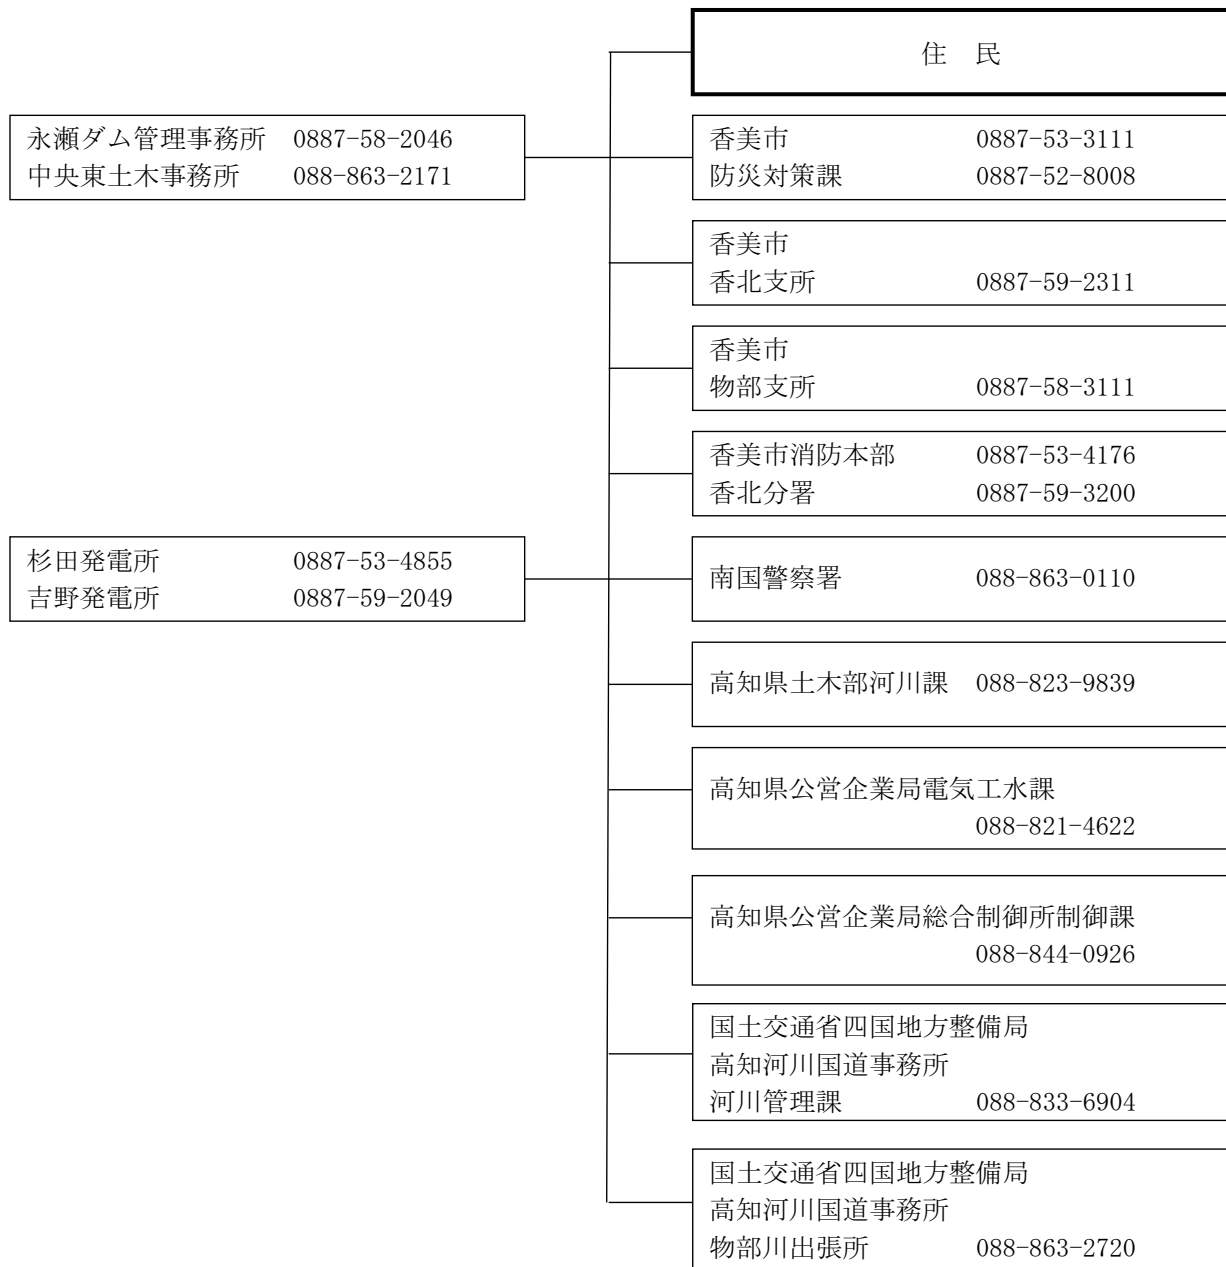 住 民
永瀬ダム管理事務所 0887-58-2046
中央東土木事務所 088-863-2171
香美市 0887-53-3111
防災対策課 0887-52-8008
香美市
香北支所 0887-59-2311
香美市
物部支所 0887-58-3111
香美市消防本部 0887-53-4176
香北分署 0887-59-3200
杉田発電所 0887-53-4855
吉野発電所 0887-59-2049
南国警察署 088-863-0110
高知県土木部河川課 088-823-9839
高知県公営企業局電気工水課
088-821-4622
高知県公営企業局総合制御所制御課
088-844-0926
国土交通省四国地方整備局
高知河川国道事務所
河川管理課 088-833-6904
国土交通省四国地方整備局
高知河川国道事務所
物部川出張所 088-863-2720